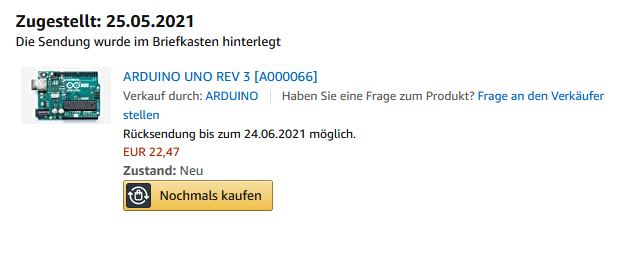 Zugestellt: 25.05.2021
Die Sendung wurde im Briefkasten hinterlegt
ARDUINO UNO REV 3 [A000066]
Verkauf durch: ARDUINO | Haben Sie eine Frage zum Produkt? Frage an den Verkäufer
stellen
Rücksendung bis zum 24.06.2021 möglich.
EUR 22,47
Zustand: Neu
Nochmals kaufen